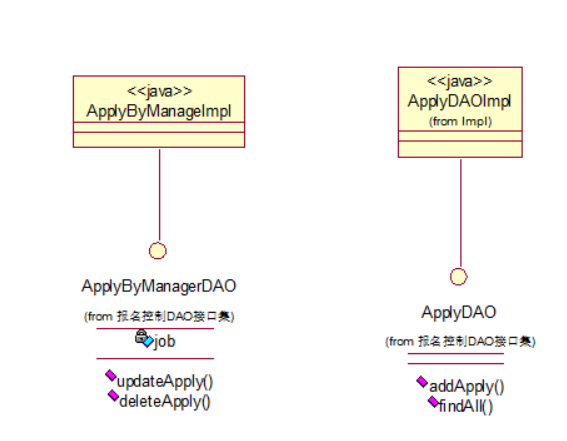 <<java>>
ApplyByManageImpl
<<java>>
ApplyDAOImpl
(from Impl)
ApplyByManagerDAO
(from 报名控制DAO接口集)
job
updateApply()
deleteApply()
ApplyDAO
(from 报名控制DAO接口集)
addApply()
findAll()